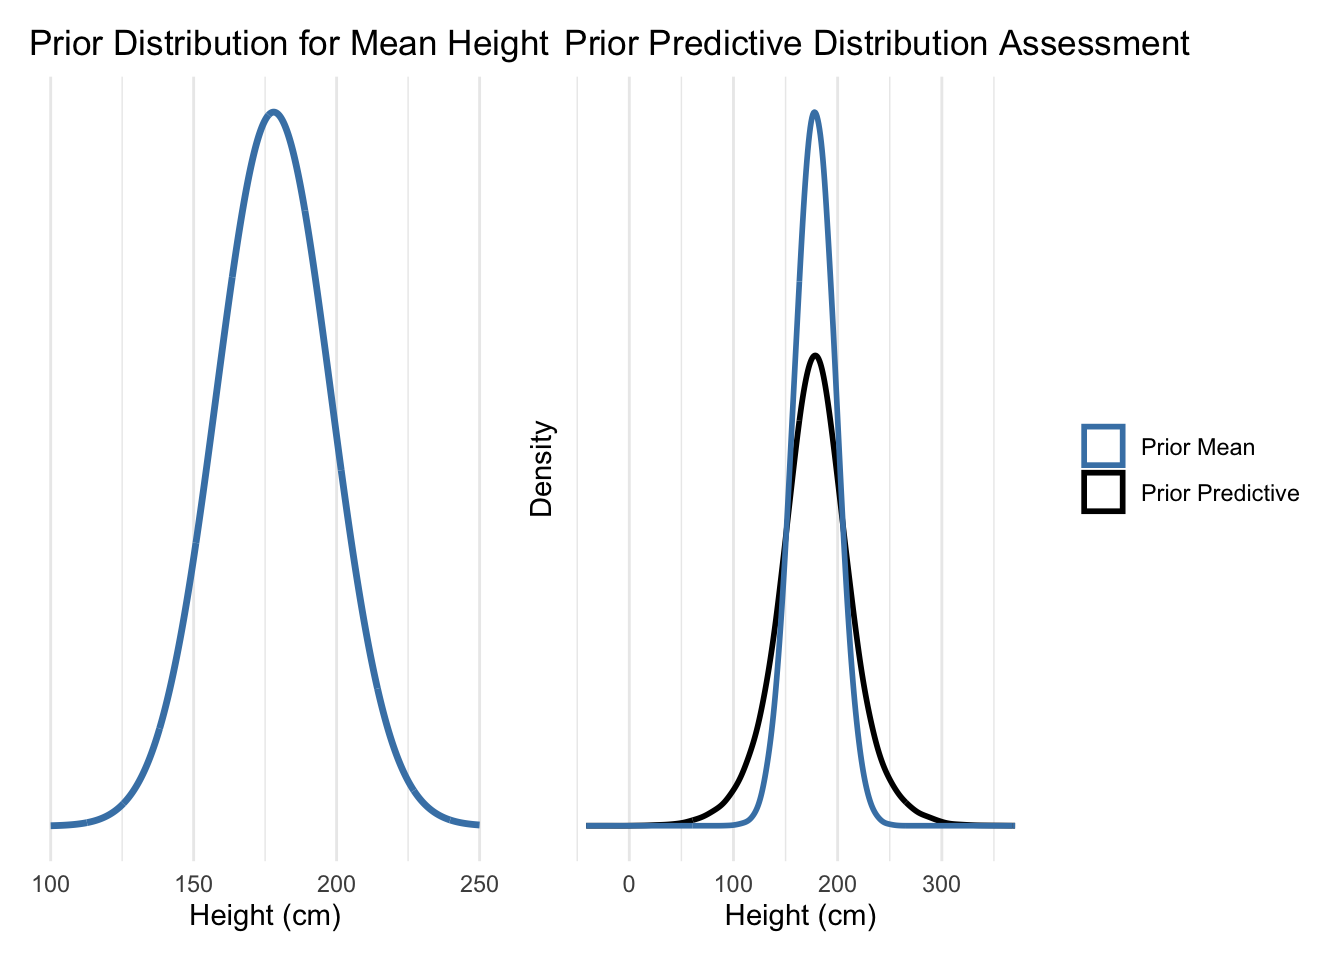 Prior Distribution for Mean Height
100 150 200 250
Height (cm)
Prior Predictive Distribution Assessment
Density
0 100 200 300
Height (cm)
Prior Mean
Prior Predictive